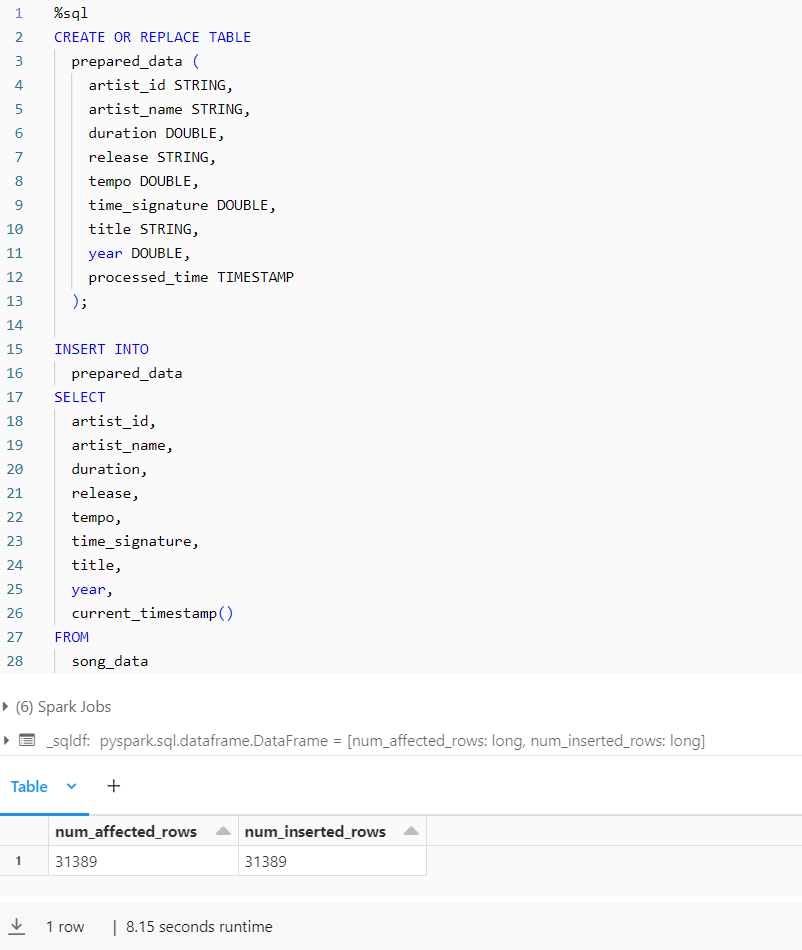 1 %sql
2 CREATE OR REPLACE TABLE
3 prepared_data (
4 artist_id STRING,
5 artist_name STRING,
6 duration DOUBLE,
7 release STRING,
8 tempo DOUBLE,
9 time_signature DOUBLE,
10 title STRING,
11 year DOUBLE,
12 processed_time TIMESTAMP
13 );
14
15 INSERT INTO
16 prepared_data
17 SELECT
18 artist_id,
19 artist_name,
20 duration,
21 release,
22 tempo,
23 time_signature,
24 title,
25 year,
26 current_timestamp()
27 FROM
28 song_data
(6) Spark Jobs
_sqldf: pyspark.sql.dataframe.DataFrame = [num_affected_rows: long, num_inserted_rows: long]
Table +
num_affected_rows num_inserted_rows
1 31389 31389
1 row | 8.15 seconds runtime